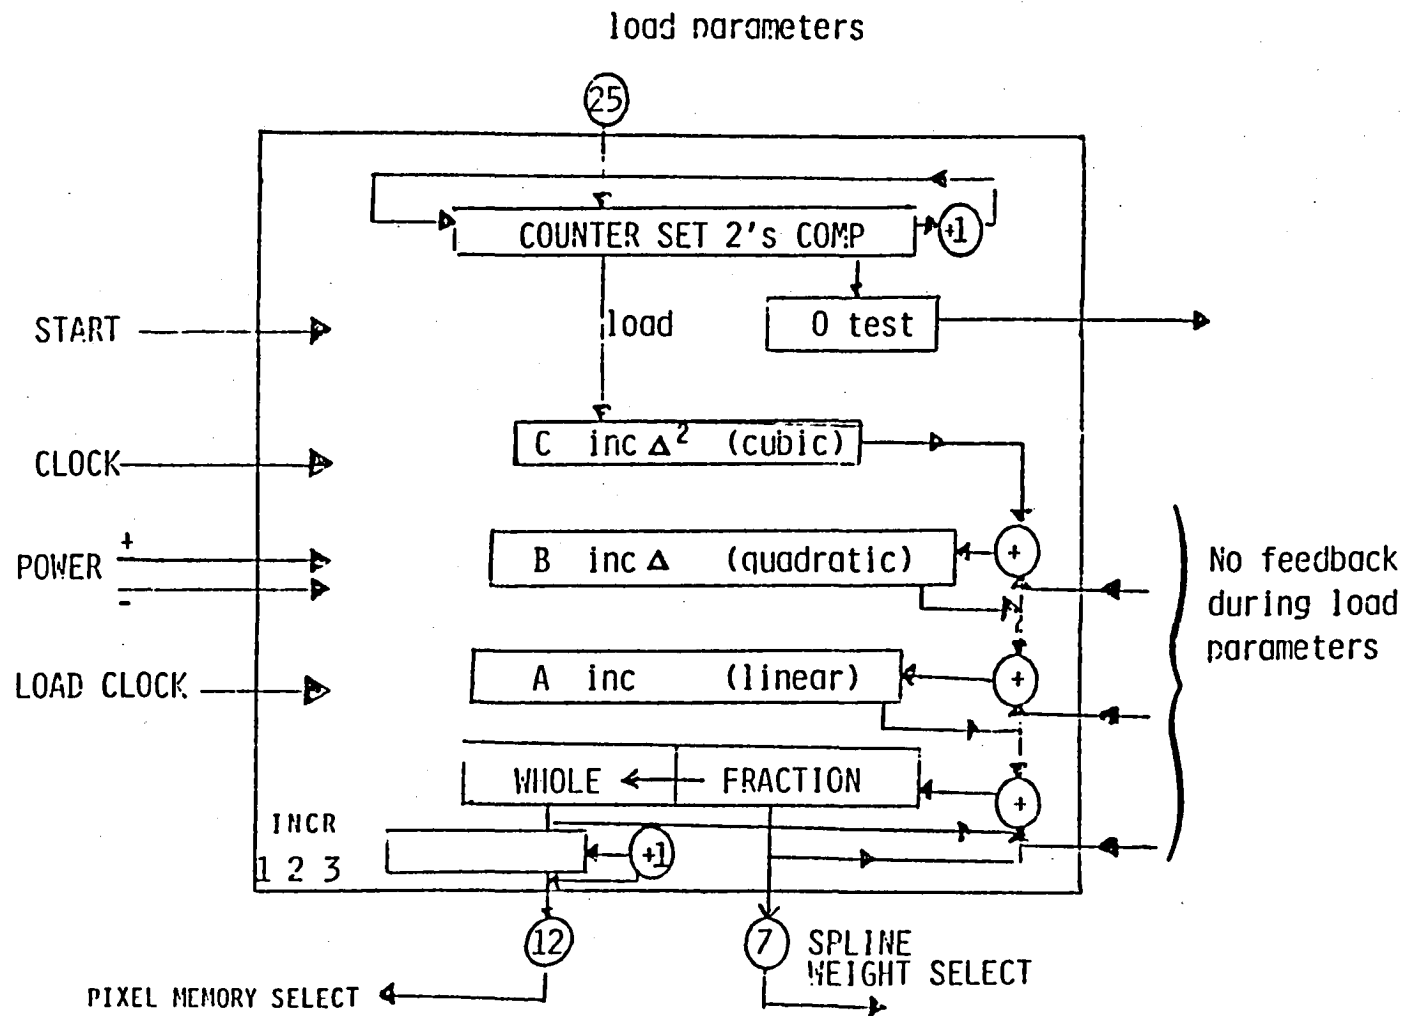 load parameters
25
COUNTER SET 2's COMP
+1
START
load
0 test
CLOCK
C inc Δ² (cubic)
POWER
+
-
B inc Δ (quadratic)
+
No feedback
during load
parameters
LOAD CLOCK
A inc (linear)
+
WHOLE
FRACTION
+
INCR
1 2 3
+1
12
7
SPLINE
WEIGHT SELECT
PIXEL MEMORY SELECT